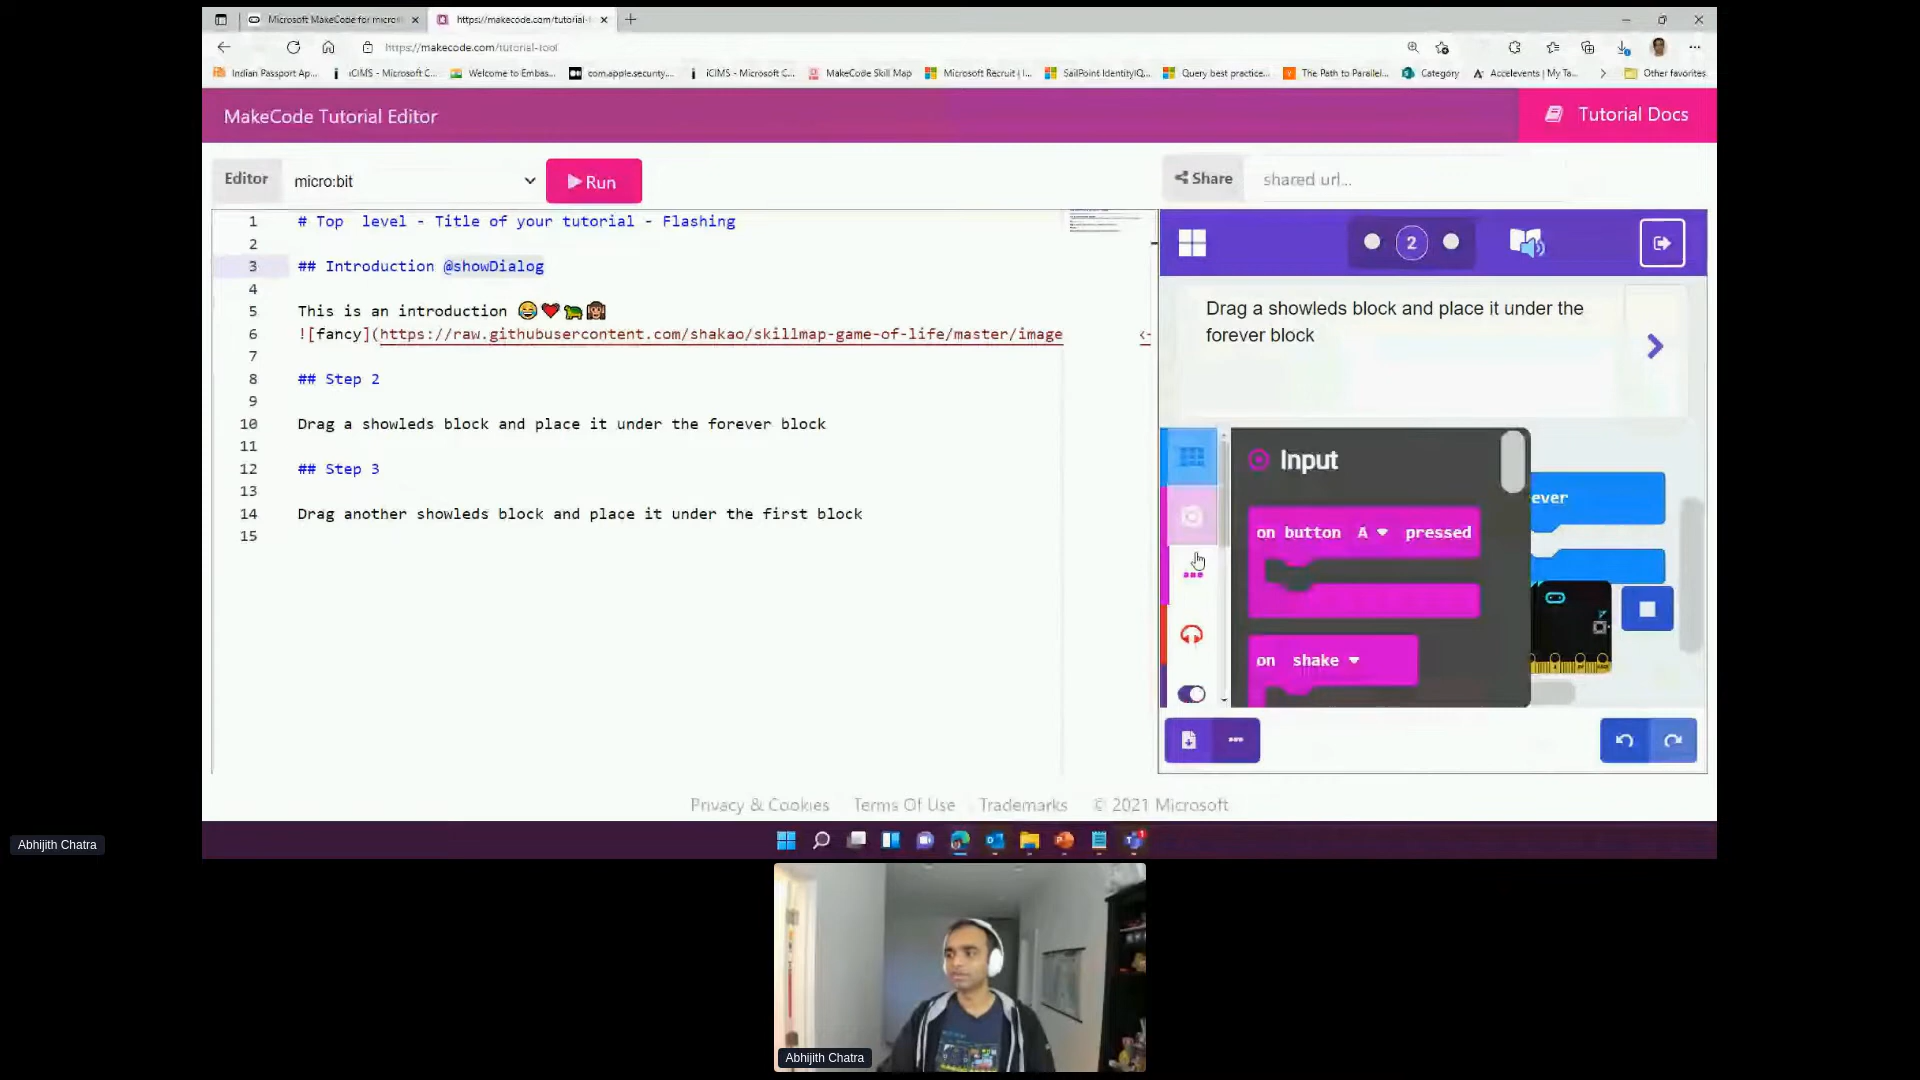 Microsoft MakeCode for micro
https://makecode.com/tutorial-
https://makecode.com/tutorial-tool
Indian Passport Ap...
iCIMS - Microsoft C...
Welcome to Embas...
com.apple.security....
iCIMS - Microsoft C...
MakeCode Skill Map
Microsoft Recruit | I...
SailPoint IdentityIQ...
Query best practice...
The Path to Parallel...
Category
Accelevents | My Ta...
Other favorites
MakeCode Tutorial Editor
Tutorial Docs
Editor
micro:bit
Run
Share
shared url...
1 # Top level - Title of your tutorial - Flashing
2
3 ## Introduction @showDialog
4
5 This is an introduction 😂❤️🐢🙉
6 ![fancy](https://raw.githubusercontent.com/shakao/skillmap-game-of-life/master/image
7
8 ## Step 2
9
10 Drag a showleds block and place it under the forever block
11
12 ## Step 3
13
14 Drag another showleds block and place it under the first block
15
2
Drag a showleds block and place it under the
forever block
Input
ever
on button A pressed
on shake
Privacy & Cookies
Terms Of Use
Trademarks
© 2021 Microsoft
Abhijith Chatra
Abhijith Chatra